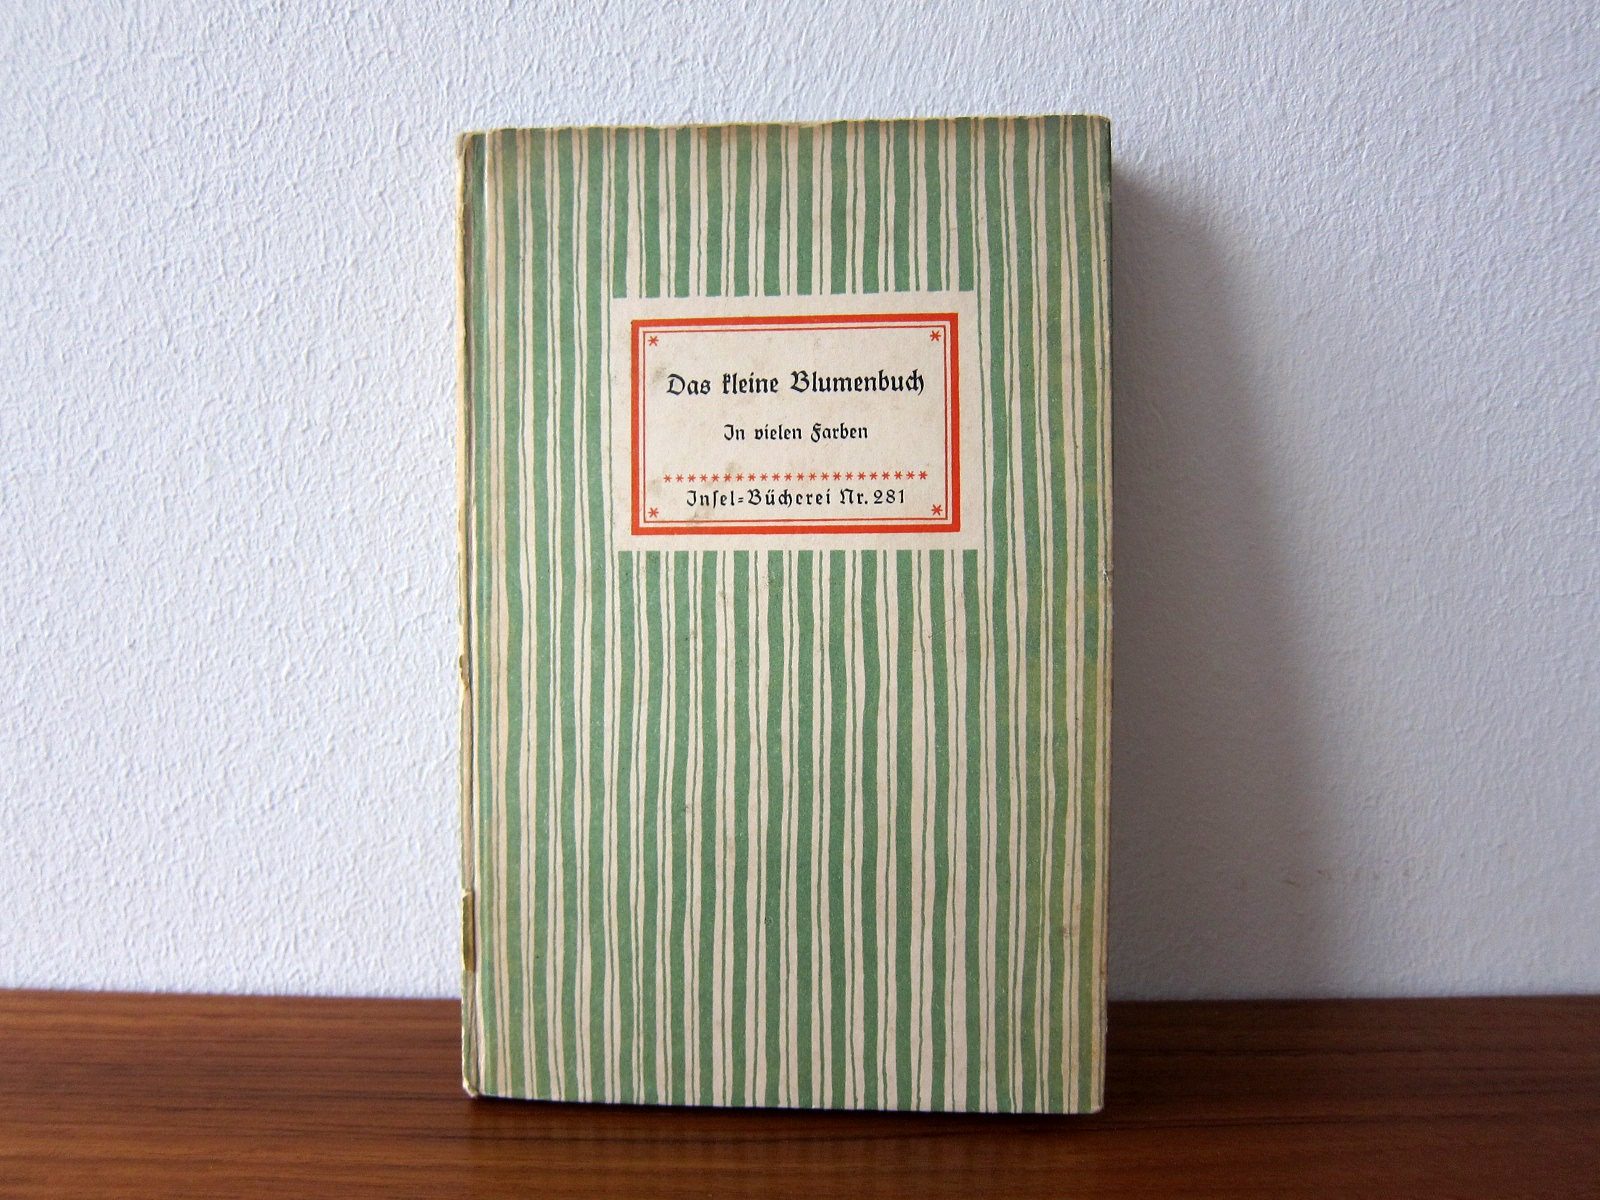 Das kleine Blumenbuch
In vielen Farben
Inſel-Bücherei Nr. 281